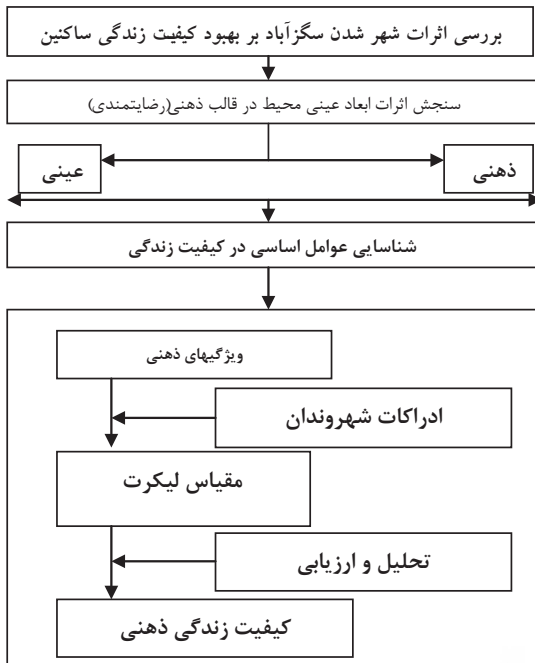 بررسی اثرات شهر شدن سگزآباد بر بهبود کیفیت زندگی ساکنین
سنجش اثرات ابعاد عینی محیط در قالب ذهنی(رضایتمندی)
ذهنی
عینی
شناسایی عوامل اساسی در کیفیت زندگی
ویژگیهای ذهنی
ادراکات شهروندان
مقیاس لیکرت
تحلیل و ارزیابی
کیفیت زندگی ذهنی